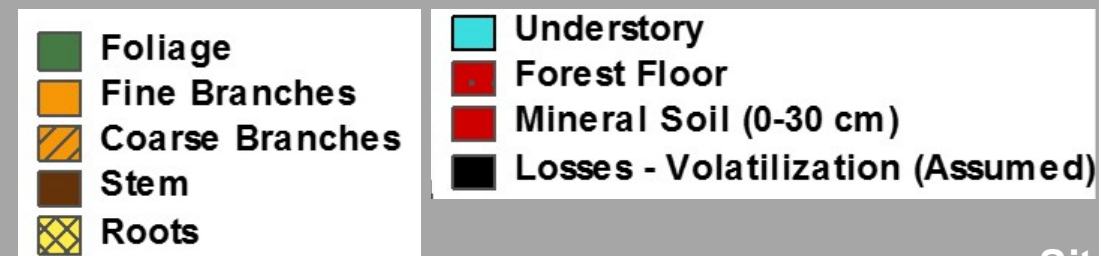 Foliage
Fine Branches
Coarse Branches
Stem
Roots
Understory
Forest Floor
Mineral Soil (0-30 cm)
Losses - Volatilization (Assumed)